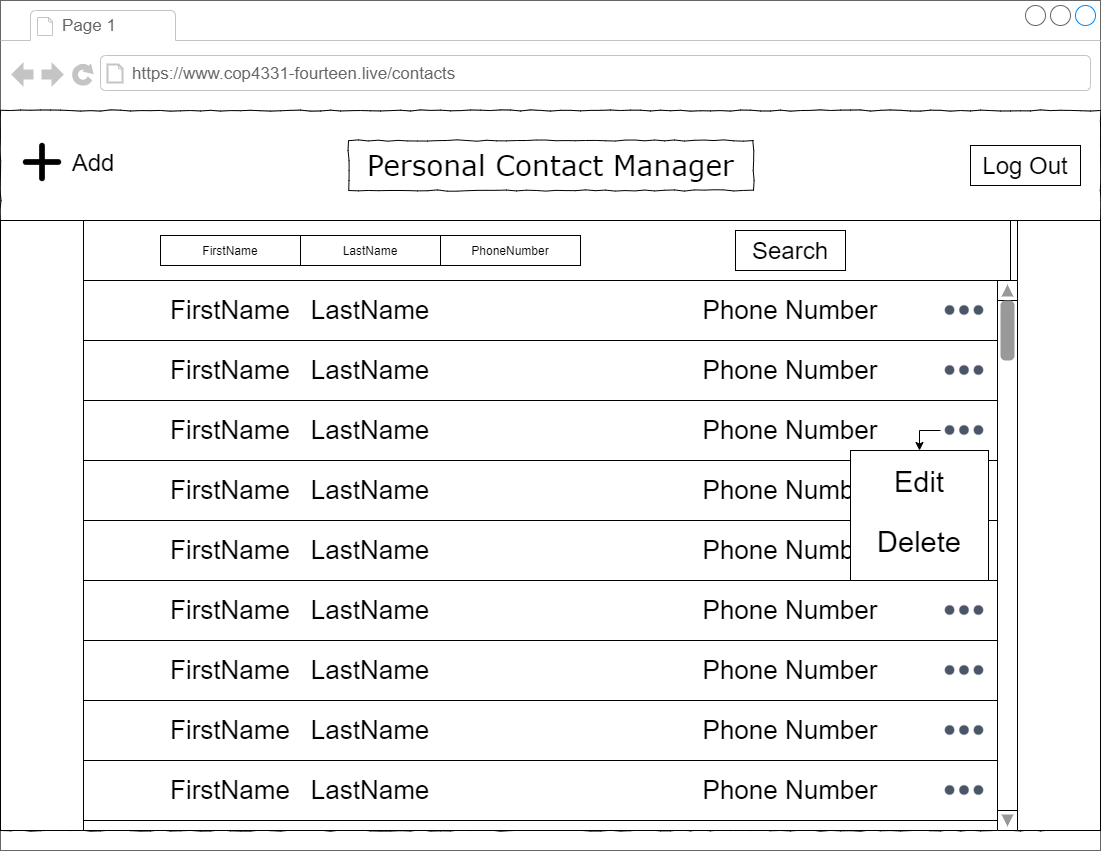 Page 1
https://www.cop4331-fourteen.live/contacts
Add
Personal Contact Manager
Log Out
FirstName LastName PhoneNumber
Search
FirstName LastName Phone Number
FirstName LastName Phone Number
FirstName LastName Phone Number
Edit
FirstName LastName Phone Numb
Delete
FirstName LastName Phone Numb
FirstName LastName Phone Number
FirstName LastName Phone Number
FirstName LastName Phone Number
FirstName LastName Phone Number